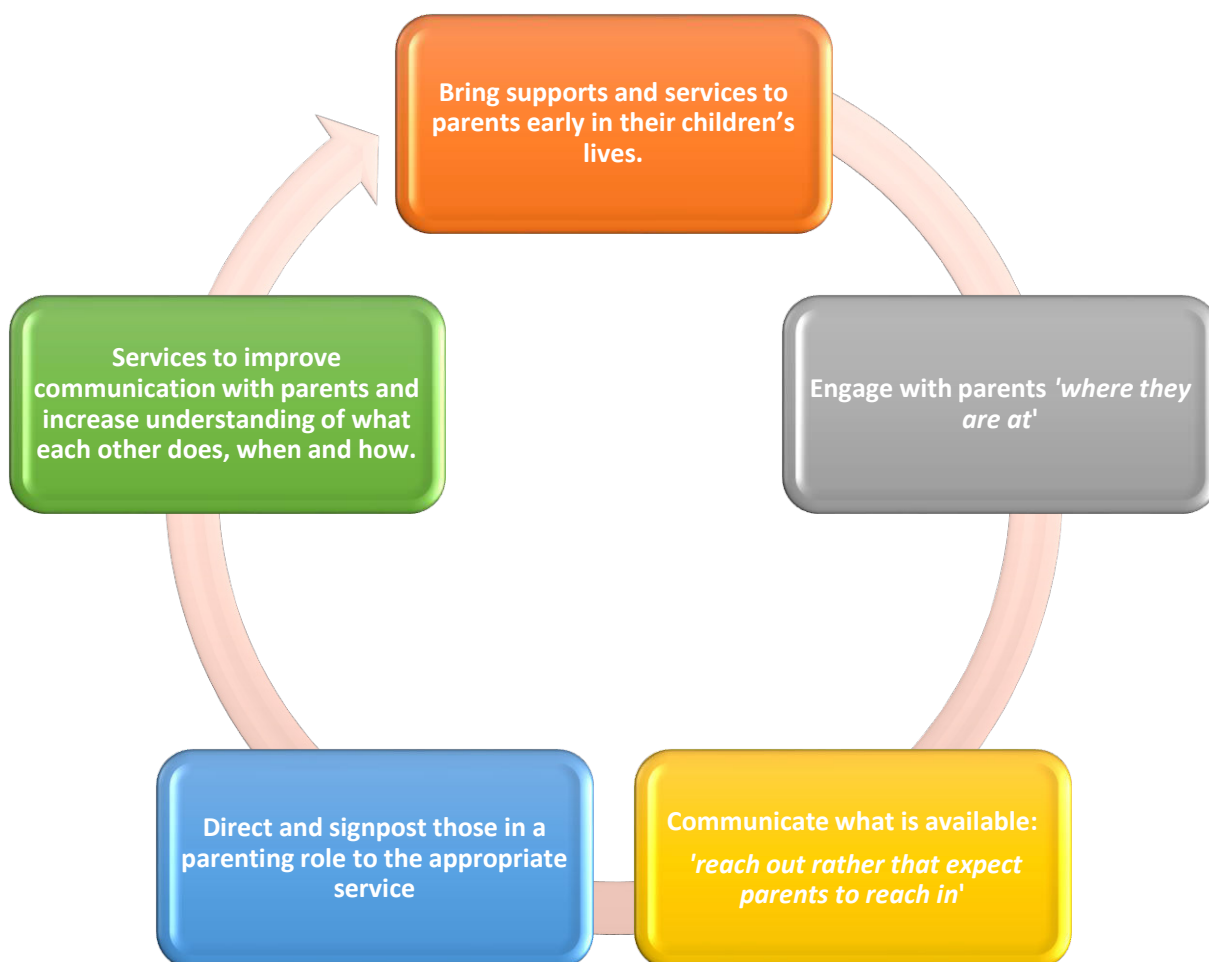 Bring supports and services to
parents early in their children’s
lives.
Engage with parents 'where they
are at'
Communicate what is available:
'reach out rather that expect
parents to reach in'
Direct and signpost those in a
parenting role to the appropriate
service
Services to improve
communication with parents and
increase understanding of what
each other does, when and how.